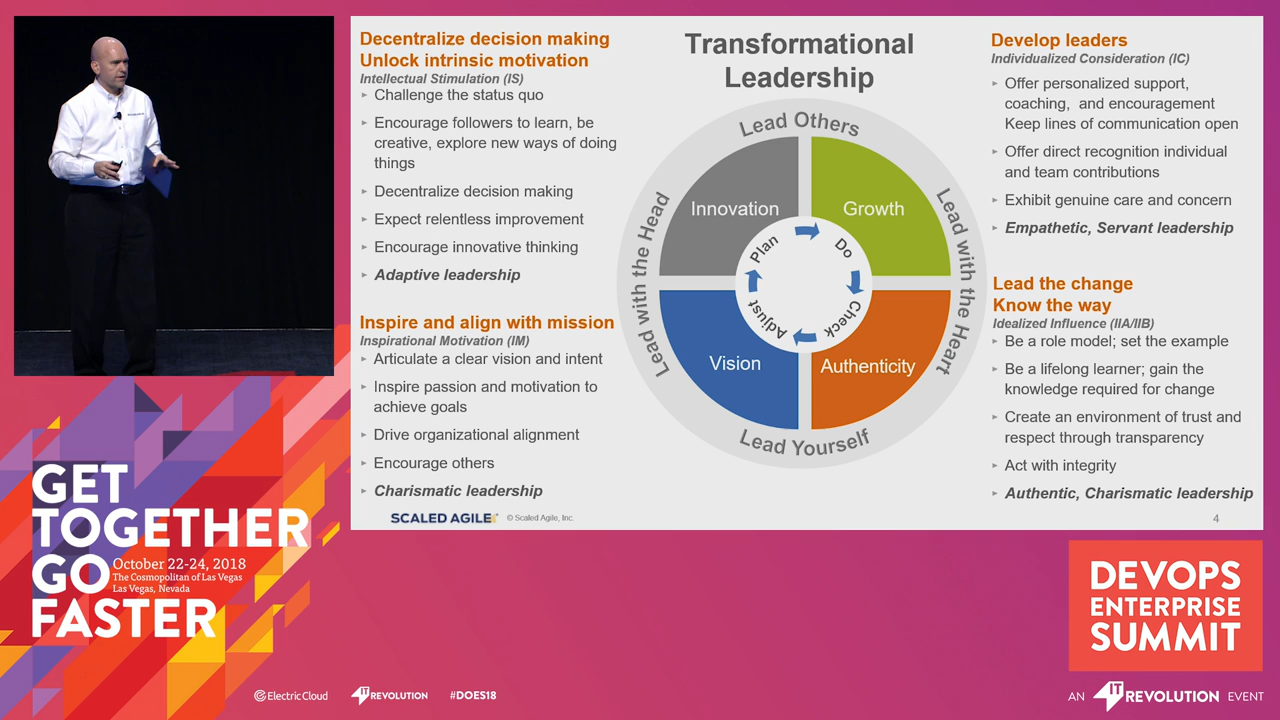 Decentralize decision making
Unlock intrinsic motivation
Intellectual Stimulation (IS)
▸ Challenge the status quo
▸ Encourage followers to learn, be
creative, explore new ways of doing
things
▸ Decentralize decision making
▸ Expect relentless improvement
▸ Encourage innovative thinking
▸ Adaptive leadership
Inspire and align with mission
Inspirational Motivation (IM)
▸ Articulate a clear vision and intent
▸ Inspire passion and motivation to
achieve goals
▸ Drive organizational alignment
▸ Encourage others
▸ Charismatic leadership
SCALED AGILE
© Scaled Agile, Inc.
Transformational
Leadership
Lead Others
Lead with the Head
Lead with the Heart
Lead Yourself
Innovation
Growth
Vision
Authenticity
Plan
Do
Check
Adjust
Develop leaders
Individualized Consideration (IC)
▸ Offer personalized support,
coaching, and encouragement
Keep lines of communication open
▸ Offer direct recognition individual
and team contributions
▸ Exhibit genuine care and concern
▸ Empathetic, Servant leadership
Lead the change
Know the way
Idealized Influence (IIA/IIB)
▸ Be a role model; set the example
▸ Be a lifelong learner; gain the
knowledge required for change
▸ Create an environment of trust and
respect through transparency
▸ Act with integrity
▸ Authentic, Charismatic leadership
4
GET
TOGETHER
GO
FASTER
October 22-24, 2018
The Cosmopolitan of Las Vegas
Las Vegas, Nevada
DEVOPS
ENTERPRISE
SUMMIT
Electric Cloud
IT REVOLUTION
#DOES18
AN IT REVOLUTION EVENT